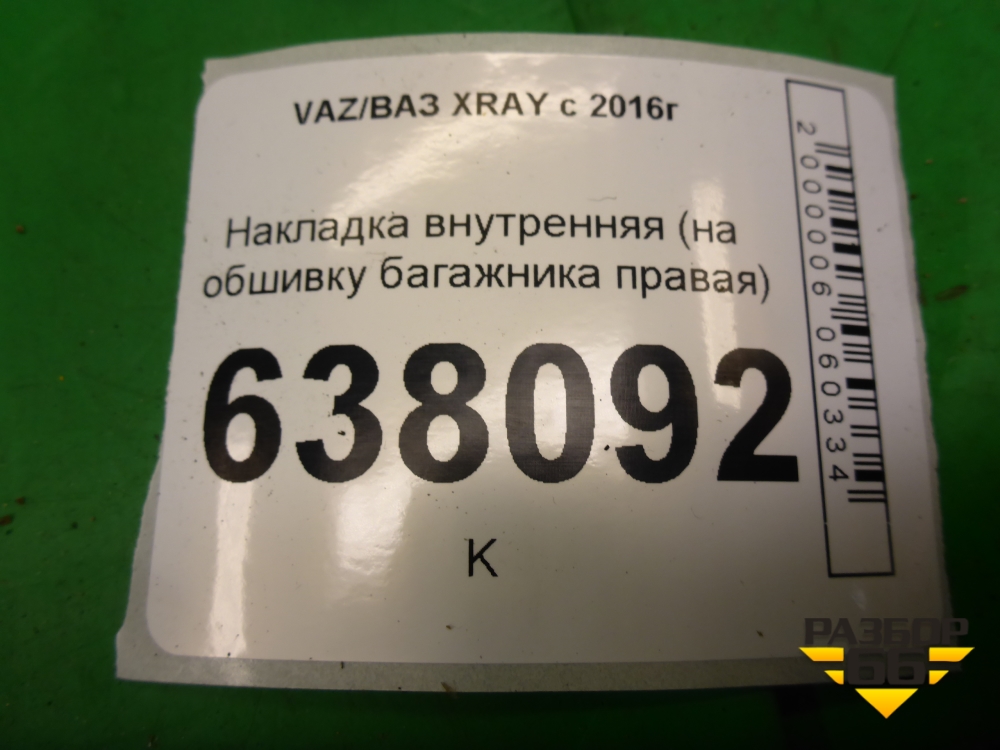 VAZ/ВАЗ XRAY с 2016г
Накладка внутренняя (на
обшивку багажника правая)
638092
К
2000006060334
РАЗБОР
66